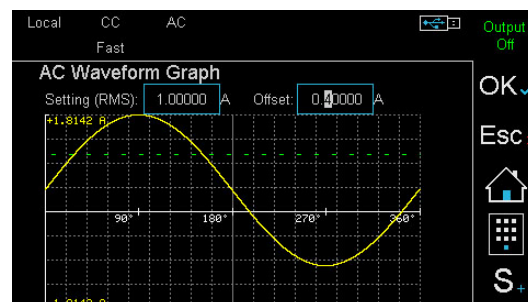 Local CC AC
Fast
Output
Off
AC Waveform Graph
Setting (RMS): 1.00000 A Offset: 0.40000 A
+1.8142 A
OK
Esc
90° 180° 270° 360°
S+